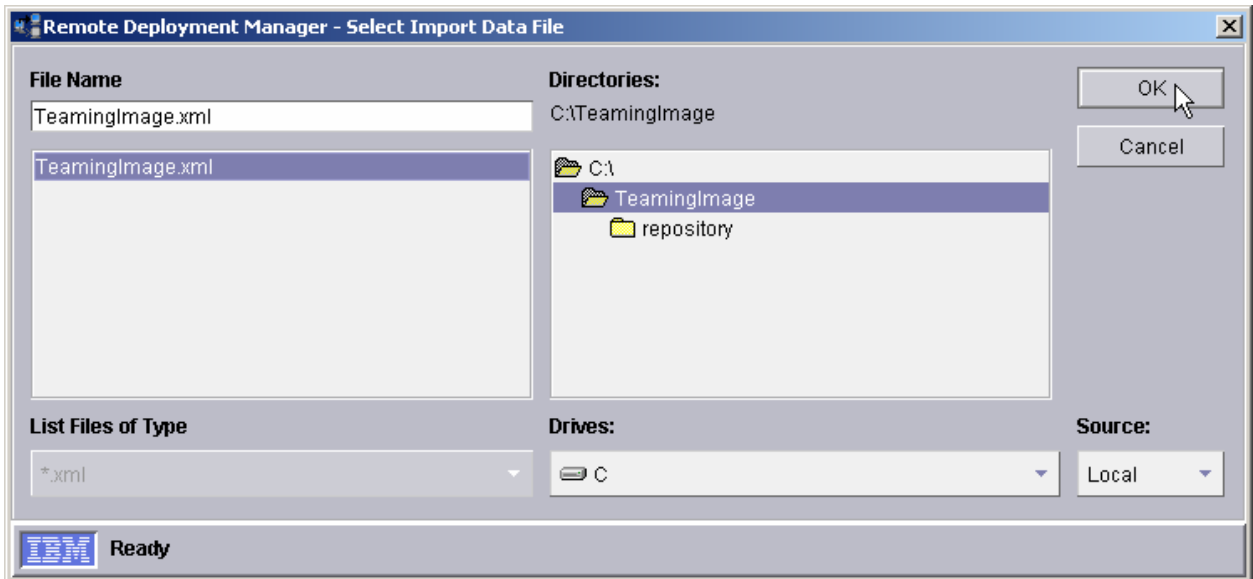 Remote Deployment Manager - Select Import Data File
File Name
Directories:
OK
TeamingImage.xml
C:\TeamingImage
Cancel
TeamingImage.xml
C:\
TeamingImage
repository
List Files of Type
Drives:
Source:
*.xml
C
Local
IBM
Ready